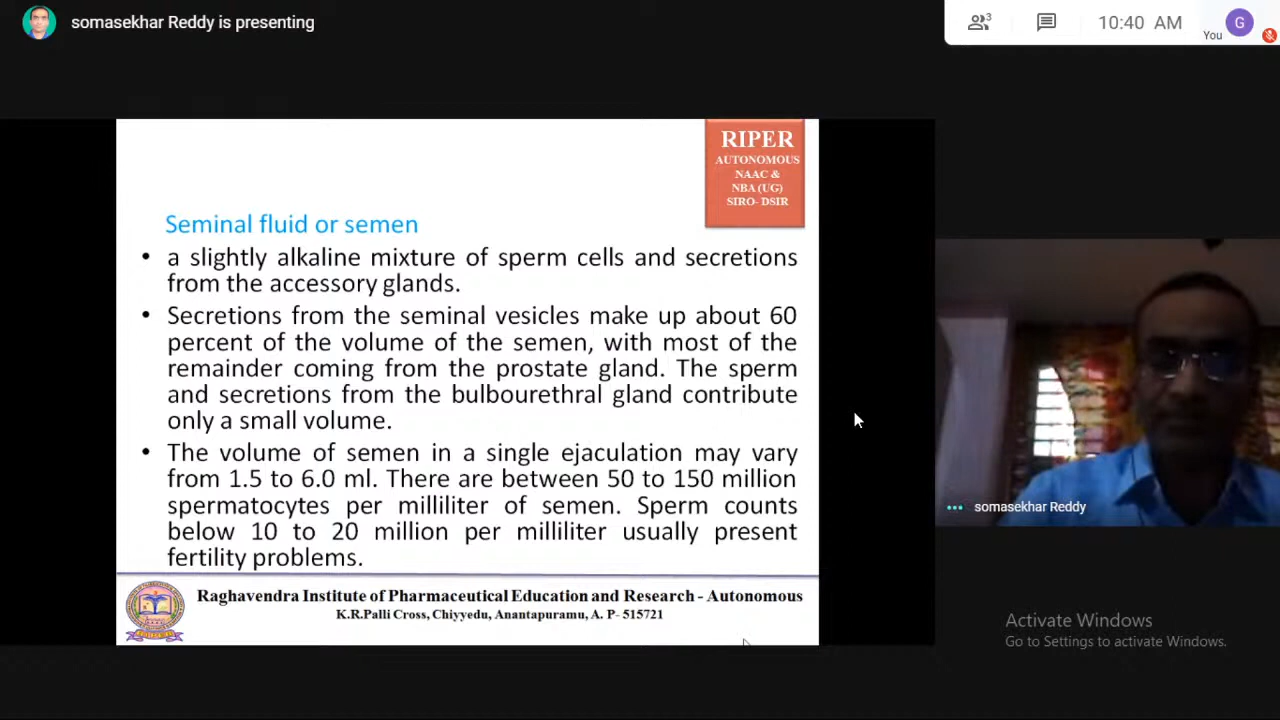 somasekhar Reddy is presenting
3
10:40 AM
You
G
RIPER
AUTONOMOUS
NAAC &
NBA (UG)
SIRO- DSIR
Seminal fluid or semen
• a slightly alkaline mixture of sperm cells and secretions
from the accessory glands.
• Secretions from the seminal vesicles make up about 60
percent of the volume of the semen, with most of the
remainder coming from the prostate gland. The sperm
and secretions from the bulbourethral gland contribute
only a small volume.
• The volume of semen in a single ejaculation may vary
from 1.5 to 6.0 ml. There are between 50 to 150 million
spermatocytes per milliliter of semen. Sperm counts
below 10 to 20 million per milliliter usually present
fertility problems.
Raghavendra Institute of Pharmaceutical Education and Research - Autonomous
K.R.Palli Cross, Chiyyedu, Anantapuramu, A. P- 515721
somasekhar Reddy
Activate Windows
Go to Settings to activate Windows.